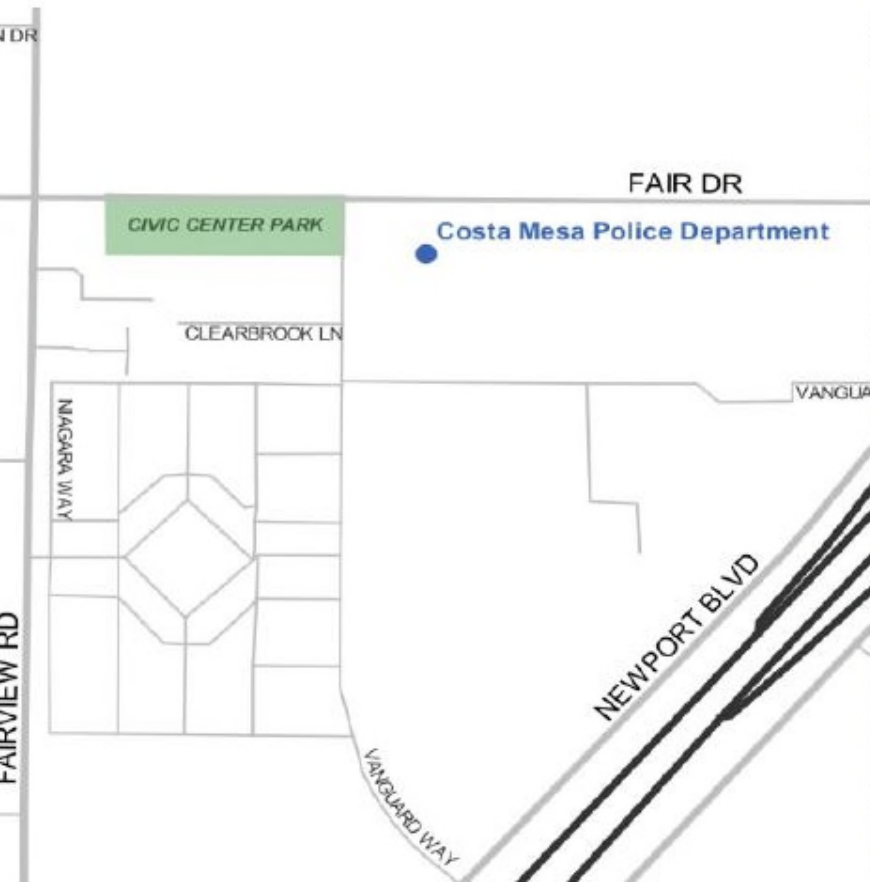 N DR
FAIR DR
CIVIC CENTER PARK
Costa Mesa Police Department
CLEARBROOK LN
VANGUA
NIAGARA WAY
NEWPORT BLVD
FAIRVIEW RD
VANGUARD WAY